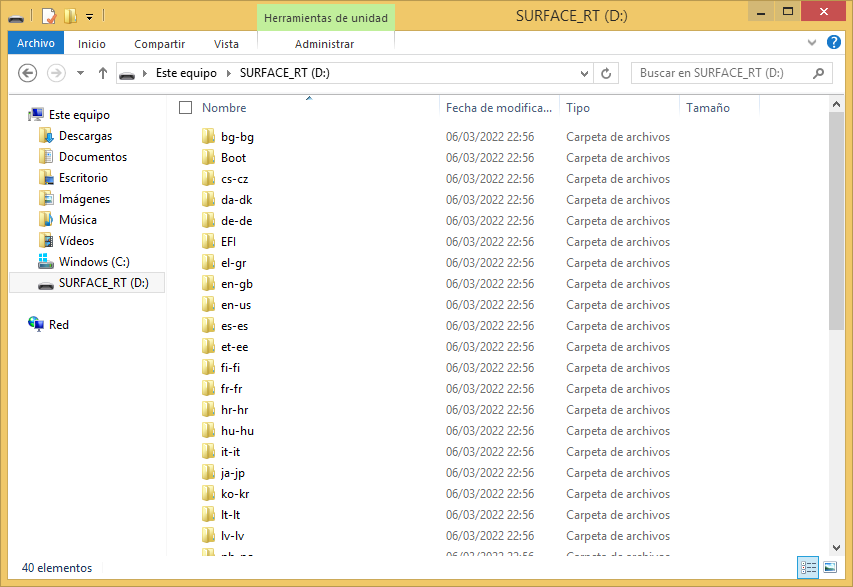 Herramientas de unidad
SURFACE_RT (D:)
Archivo Inicio Compartir Vista Administrar
Este equipo SURFACE_RT (D:) Buscar en SURFACE_RT (D:)
Este equipo
Descargas
Documentos
Escritorio
Imágenes
Música
Vídeos
Windows (C:)
SURFACE_RT (D:)
Red
Nombre Fecha de modifica... Tipo Tamaño
bg-bg 06/03/2022 22:56 Carpeta de archivos
Boot 06/03/2022 22:56 Carpeta de archivos
cs-cz 06/03/2022 22:56 Carpeta de archivos
da-dk 06/03/2022 22:56 Carpeta de archivos
de-de 06/03/2022 22:56 Carpeta de archivos
EFI 06/03/2022 22:56 Carpeta de archivos
el-gr 06/03/2022 22:56 Carpeta de archivos
en-gb 06/03/2022 22:56 Carpeta de archivos
en-us 06/03/2022 22:56 Carpeta de archivos
es-es 06/03/2022 22:56 Carpeta de archivos
et-ee 06/03/2022 22:56 Carpeta de archivos
fi-fi 06/03/2022 22:56 Carpeta de archivos
fr-fr 06/03/2022 22:56 Carpeta de archivos
hr-hr 06/03/2022 22:56 Carpeta de archivos
hu-hu 06/03/2022 22:56 Carpeta de archivos
it-it 06/03/2022 22:56 Carpeta de archivos
ja-jp 06/03/2022 22:56 Carpeta de archivos
ko-kr 06/03/2022 22:56 Carpeta de archivos
lt-lt 06/03/2022 22:56 Carpeta de archivos
lv-lv 06/03/2022 22:56 Carpeta de archivos
40 elementos